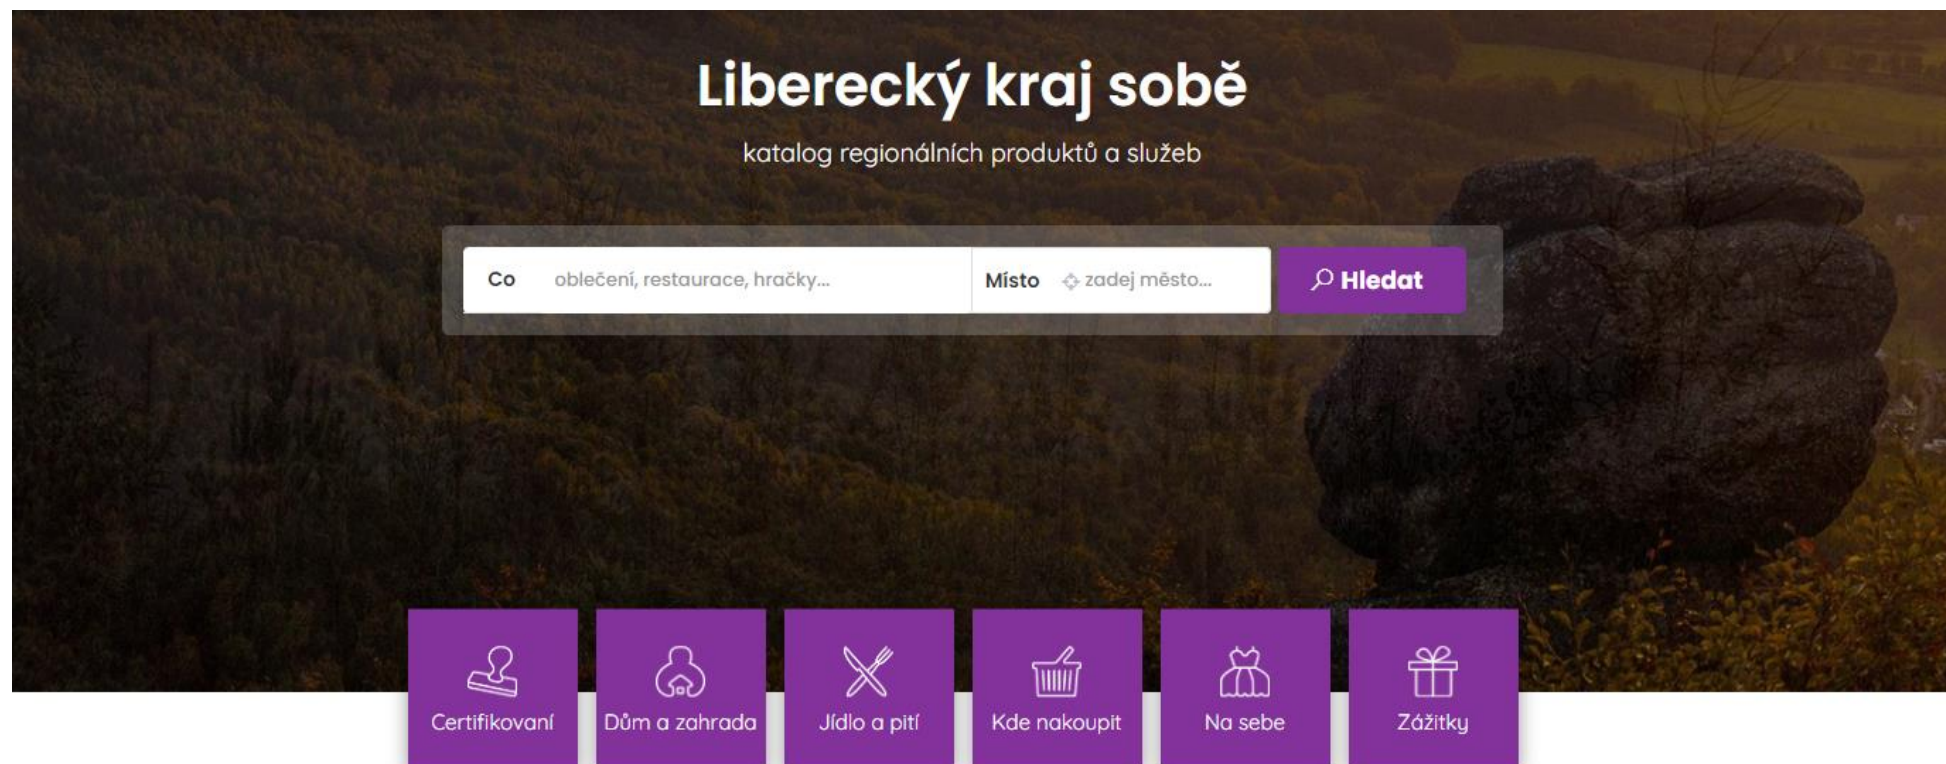 Liberecký kraj sobě
katalog regionálních produktů a služeb
Co oblečení, restaurace, hračky... Místo zadej město... Hledat
Certifikovaní Dům a zahrada Jídlo a pití Kde nakoupit Na sebe Zážitky